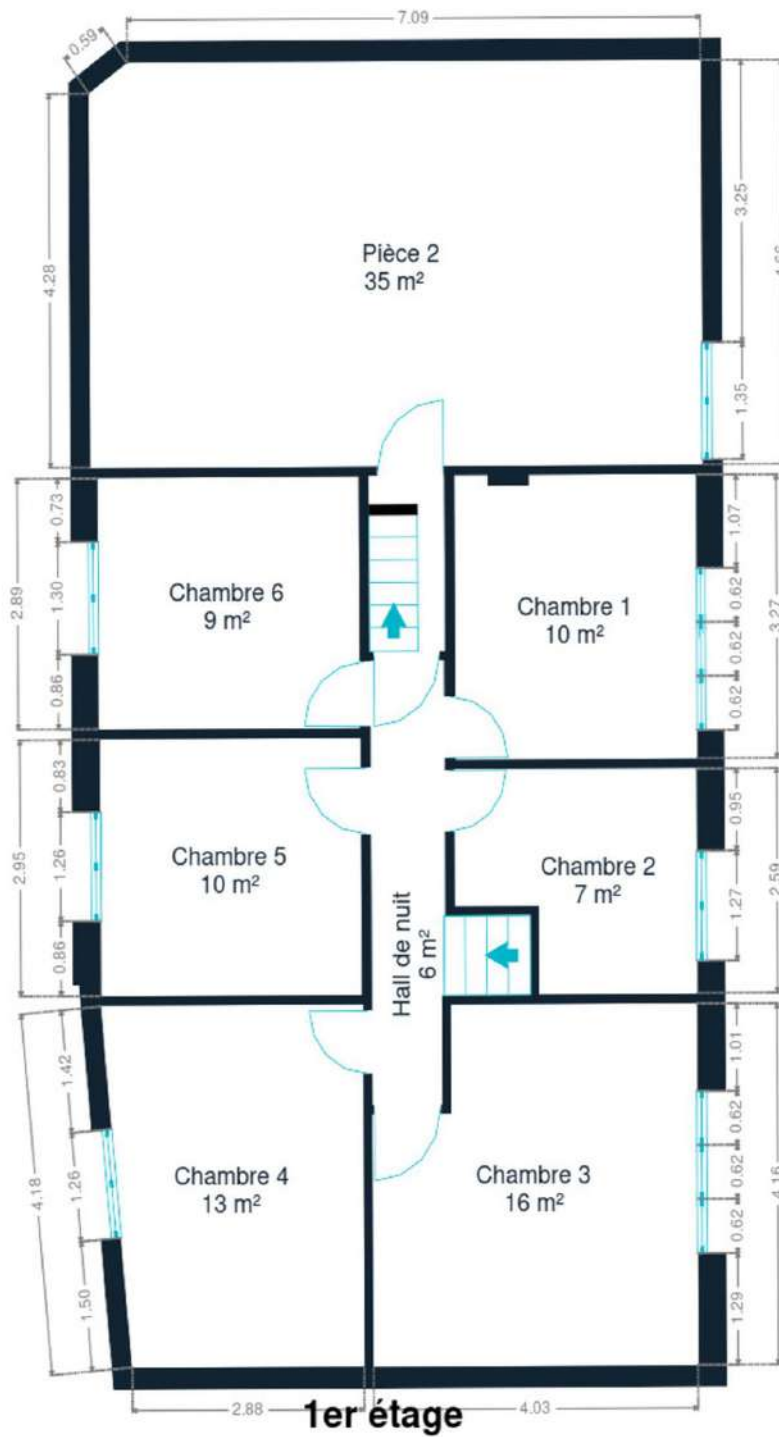 7.09
0.59
3.25
4.28
Pièce 2
35 m²
1.35
0.73
1.07
2.89
1.30
Chambre 6
9 m²
Chambre 1
10 m²
0.62
0.62
0.62
3.27
0.86
0.83
0.95
2.95
1.26
Chambre 5
10 m²
Chambre 2
7 m²
1.27
2.59
0.86
Hall de nuit
6 m²
1.42
1.01
4.18
1.26
Chambre 4
13 m²
Chambre 3
16 m²
0.62
0.62
0.62
4.16
1.50
1.29
2.88
4.03
1er étage